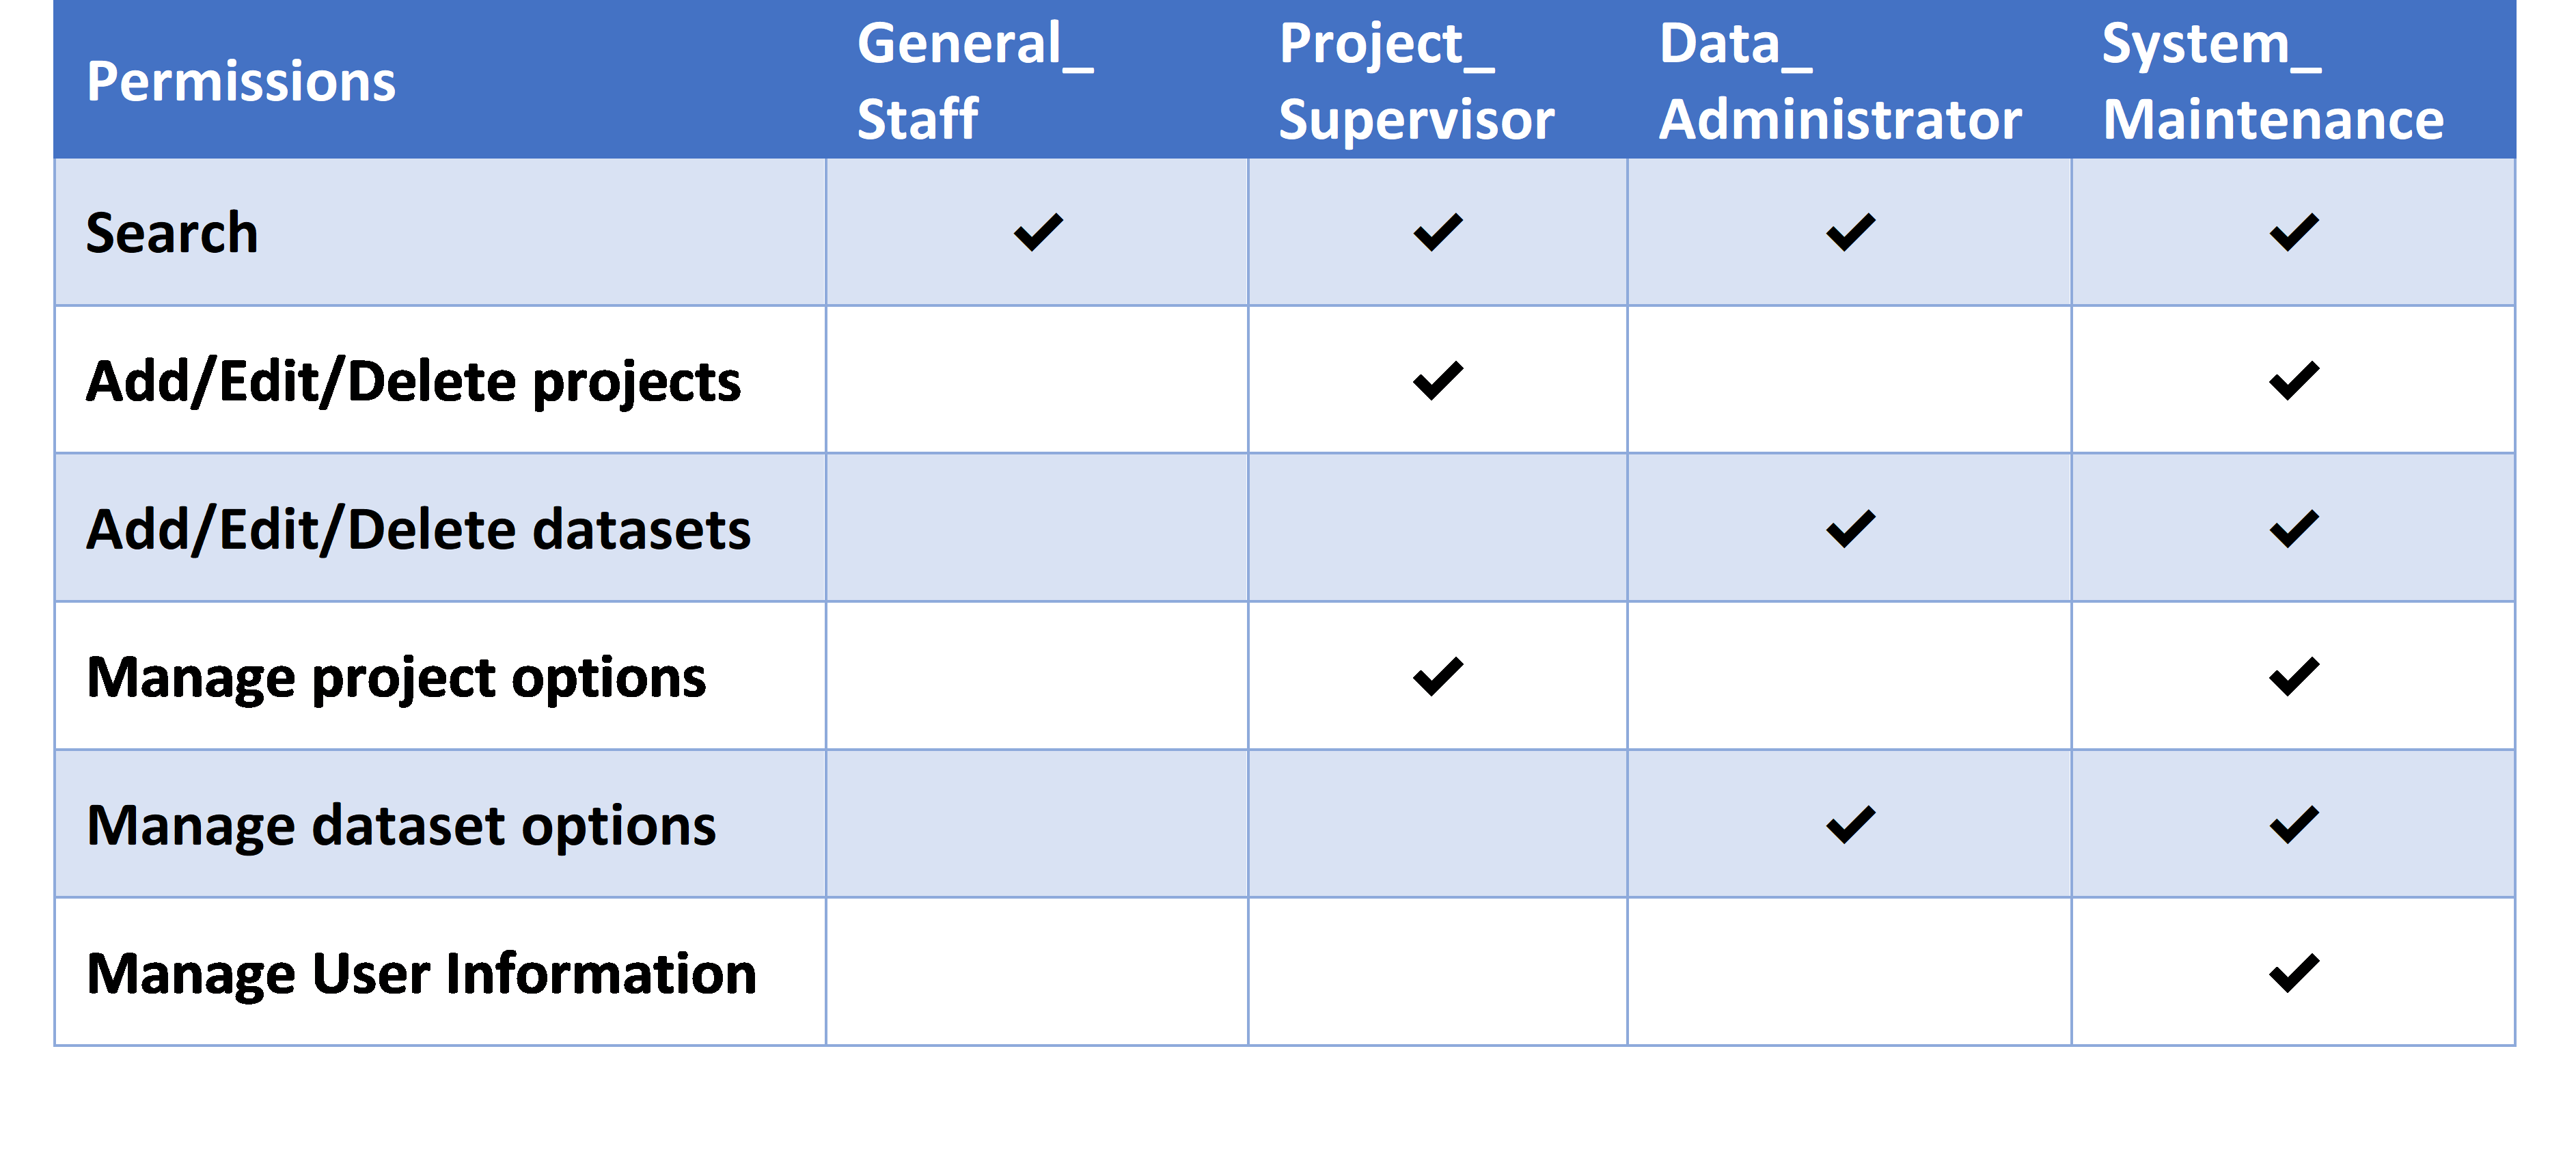 Permissions
General_
Staff
Project_
Supervisor
Data_
Administrator
System_
Maintenance
Search ✔ ✔ ✔ ✔
Add/Edit/Delete projects ✔ ✔
Add/Edit/Delete datasets ✔ ✔
Manage project options ✔ ✔
Manage dataset options ✔ ✔
Manage User Information ✔